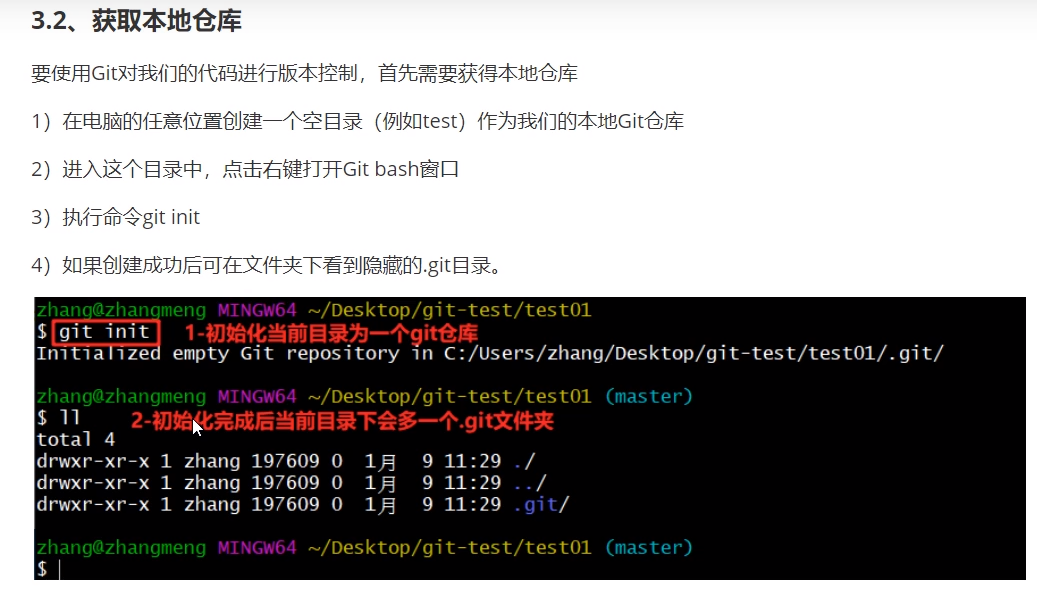 3.2、获取本地仓库
要使用Git对我们的代码进行版本控制，首先需要获得本地仓库
1）在电脑的任意位置创建一个空目录（例如test）作为我们的本地Git仓库
2）进入这个目录中，点击右键打开Git bash窗口
3）执行命令git init
4）如果创建成功后可在文件夹下看到隐藏的.git目录。
zhang@zhangmeng MINGW64 ~/Desktop/git-test/test01
$ git init 1-初始化当前目录为一个git仓库
Initialized empty Git repository in C:/Users/zhang/Desktop/git-test/test01/.git/
zhang@zhangmeng MINGW64 ~/Desktop/git-test/test01 (master)
$ ll 2-初始化完成后当前目录下会多一个.git文件夹
total 4
drwxr-xr-x 1 zhang 197609 0 1月 9 11:29 ./
drwxr-xr-x 1 zhang 197609 0 1月 9 11:29 ../
drwxr-xr-x 1 zhang 197609 0 1月 9 11:29 .git/
zhang@zhangmeng MINGW64 ~/Desktop/git-test/test01 (master)
$